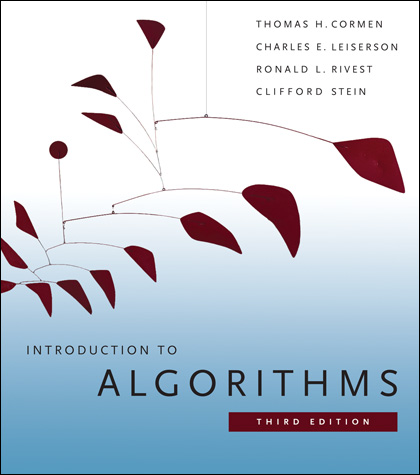 THOMAS H. CORMEN
CHARLES E. LEISERSON
RONALD L. RIVEST
CLIFFORD STEIN
INTRODUCTION TO
ALGORITHMS
THIRD EDITION